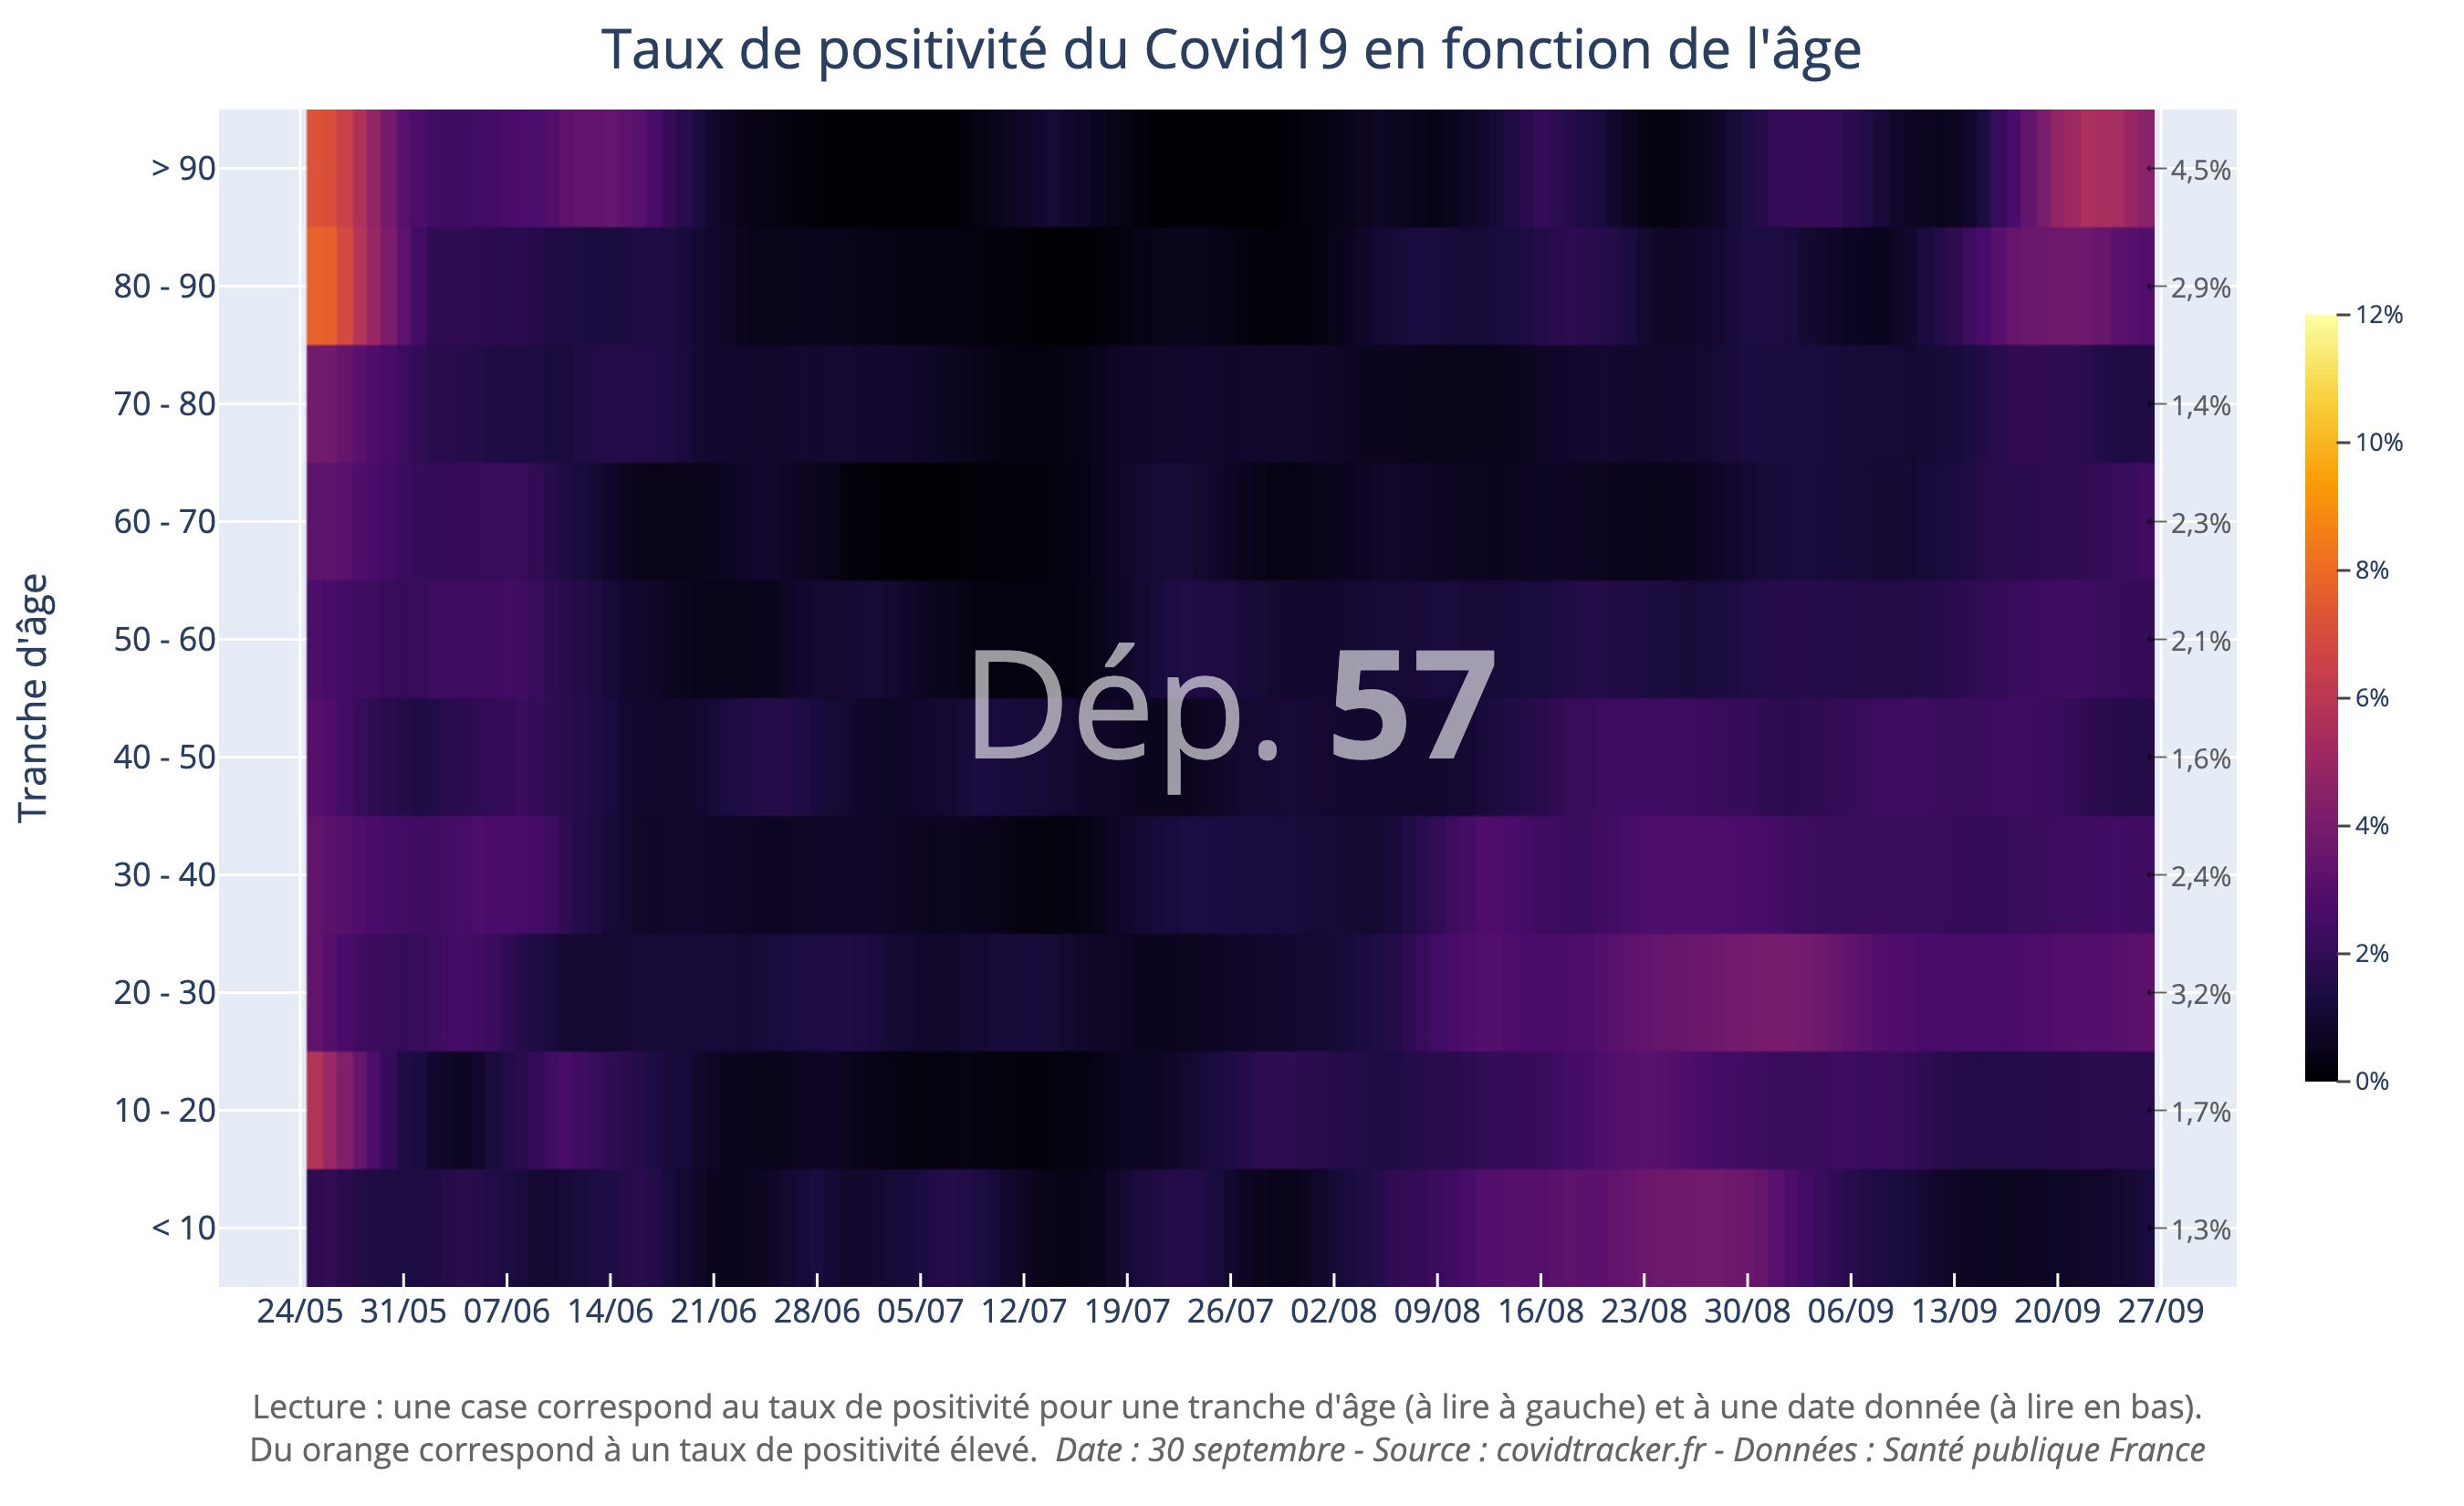 Taux de positivité du Covid19 en fonction de l'âge
Tranche d'âge
> 90
80 - 90
70 - 80
60 - 70
50 - 60
40 - 50
30 - 40
20 - 30
10 - 20
< 10
Dép. 57
4,5%
2,9%
1,4%
2,3%
2,1%
1,6%
2,4%
3,2%
1,7%
1,3%
12%
10%
8%
6%
4%
2%
0%
24/05 31/05 07/06 14/06 21/06 28/06 05/07 12/07 19/07 26/07 02/08 09/08 16/08 23/08 30/08 06/09 13/09 20/09 27/09
Lecture : une case correspond au taux de positivité pour une tranche d'âge (à lire à gauche) et à une date donnée (à lire en bas).
Du orange correspond à un taux de positivité élevé. Date : 30 septembre - Source : covidtracker.fr - Données : Santé publique France